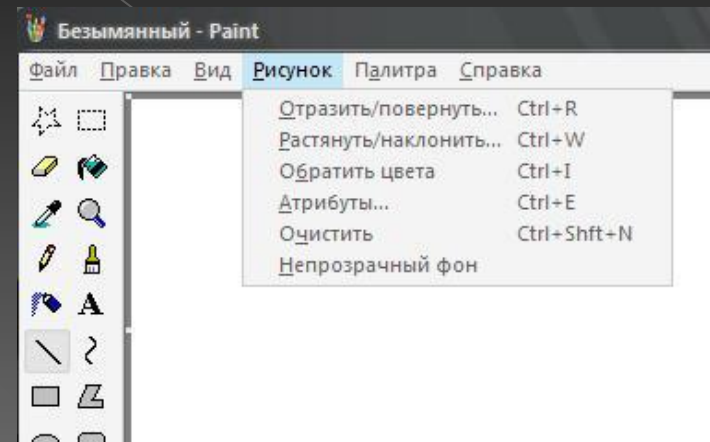 Безымянный - Paint
Файл Правка Вид Рисунок Палитра Справка
Отразить/повернуть... Ctrl+R
Растянуть/наклонить... Ctrl+W
Обратить цвета Ctrl+I
Атрибуты... Ctrl+E
Очистить Ctrl+Shft+N
Непрозрачный фон
A